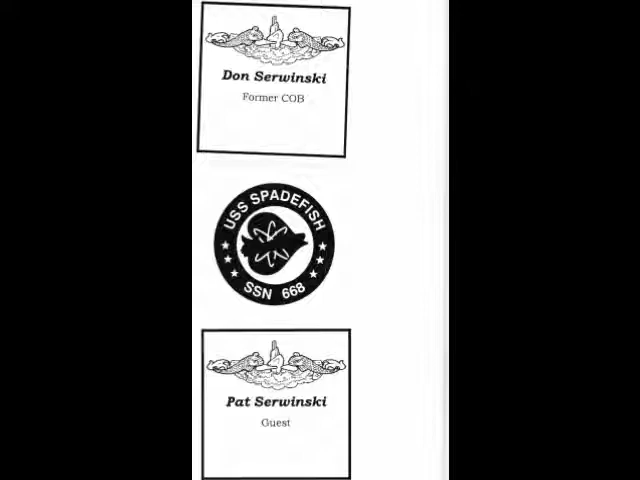 Don Serwinski
Former COB
USS SPADEFISH
SSN 668
Pat Serwinski
Guest